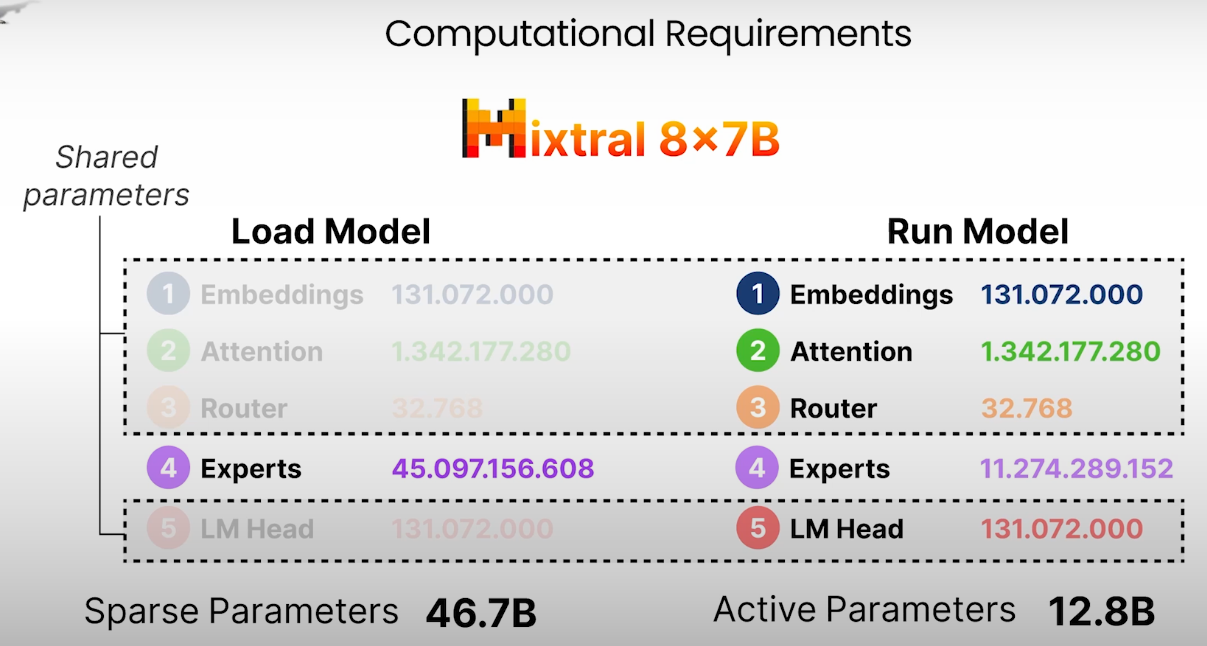 Computational Requirements
Mixtral 8×7B
Shared
parameters
Load Model
1 Embeddings 131.072.000
2 Attention 1.342.177.280
3 Router 32.768
4 Experts 45.097.156.608
5 LM Head 131.072.000
Sparse Parameters 46.7B
Run Model
1 Embeddings 131.072.000
2 Attention 1.342.177.280
3 Router 32.768
4 Experts 11.274.289.152
5 LM Head 131.072.000
Active Parameters 12.8B